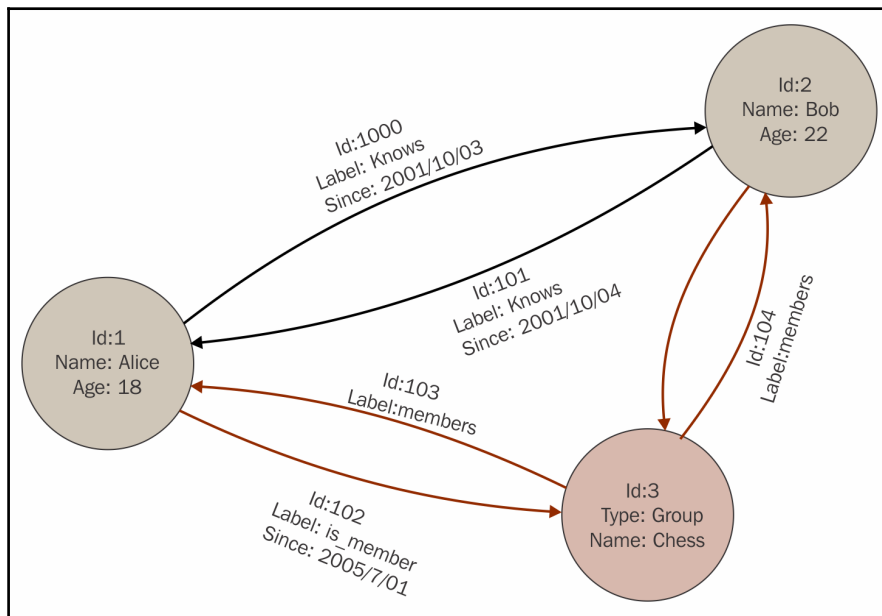 Id:2
Name: Bob
Age: 22
Id:1000
Label: Knows
Since: 2001/10/03
Id:101
Label: Knows
Since: 2001/10/04
Id:104
Label:members
Id:1
Name: Alice
Age: 18
Id:103
Label:members
Id:102
Label: is_member
Since: 2005/7/01
Id:3
Type: Group
Name: Chess